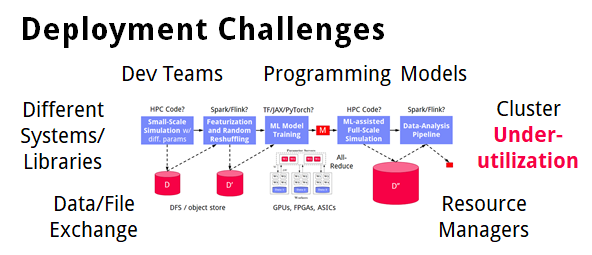 Deployment Challenges
Dev Teams
Programming Models
Different
Systems/
Libraries
HPC Code?
Spark/Flink?
TF/JAX/PyTorch?
HPC Code?
Spark/Flink?
Small-Scale
Simulation w/
diff. params
Featurization
and Random
Reshuffling
ML Model
Training
M
ML-assisted
Full-Scale
Simulation
Data-Analysis
Pipeline
Cluster
Under-
utilization
D
D'
D"
All-
Reduce
DFS / object store
GPUs, FPGAs, ASICs
Data/File
Exchange
Resource
Managers